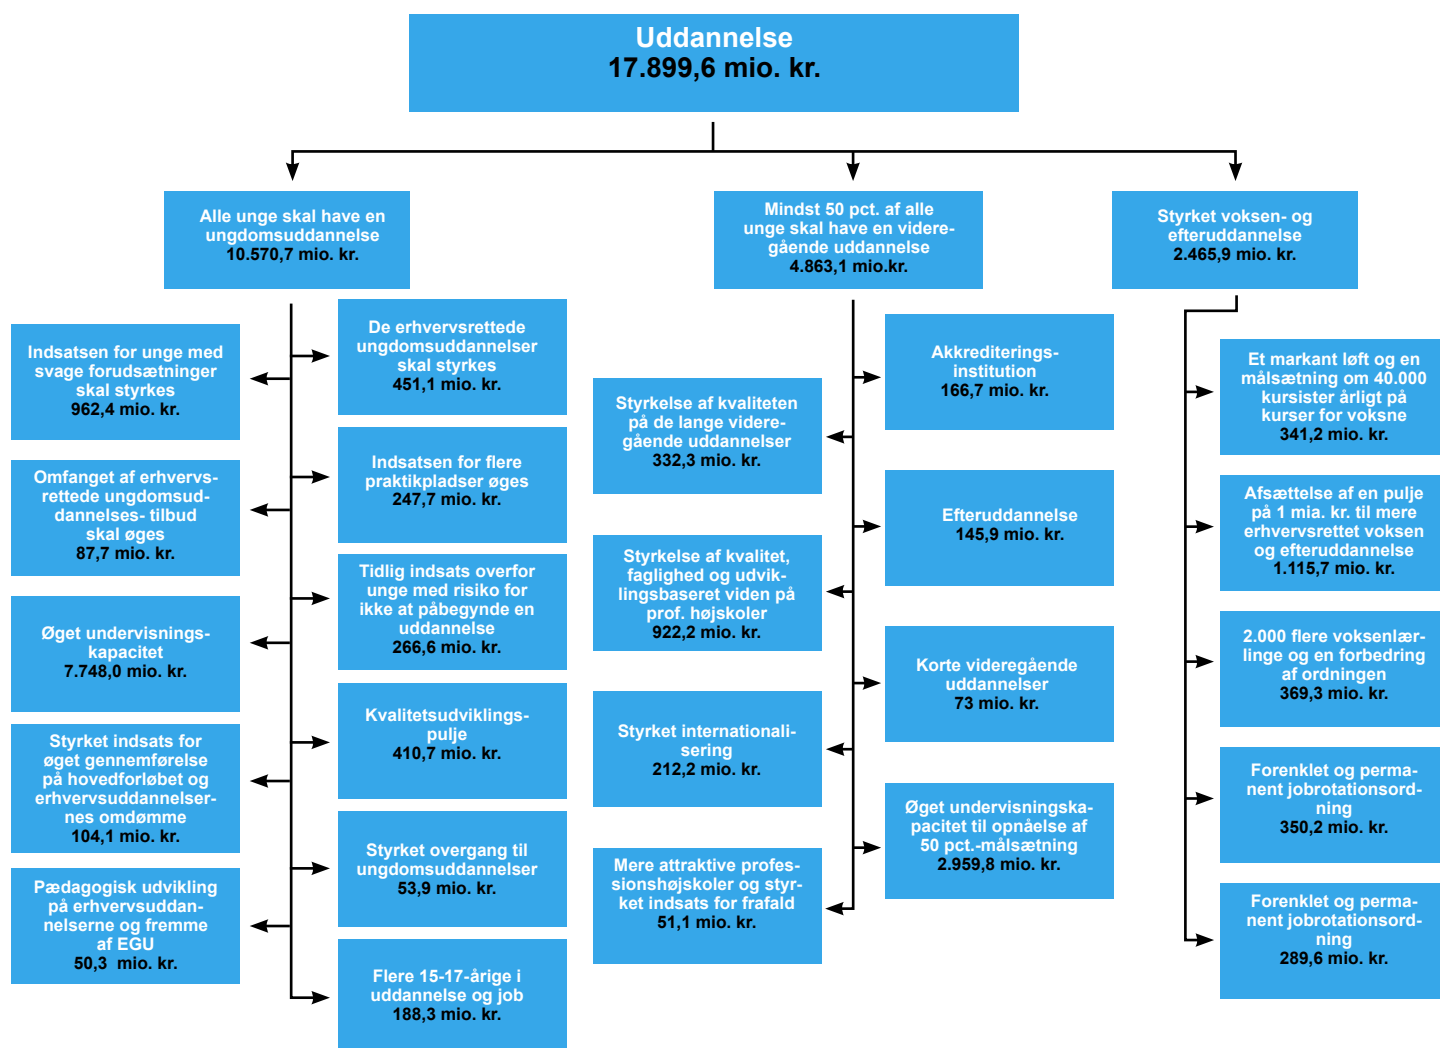 Uddannelse
17.899,6 mio. kr.
Alle unge skal have en
ungdomsuddannelse
10.570,7 mio. kr.
Mindst 50 pct. af alle
unge skal have en videre-
gående uddannelse
4.863,1 mio.kr.
Styrket voksen- og
efteruddannelse
2.465,9 mio. kr.
Indsatsen for unge med
svage forudsætninger
skal styrkes
962,4 mio. kr.
Omfanget af erhvervs-
rettede ungdomsud-
dannelses- tilbud
skal øges
87,7 mio. kr.
Øget undervisnings-
kapacitet
7.748,0 mio. kr.
Styrket indsats for
øget gennemførelse
på hovedforløbet og
erhvervsuddannelser-
nes omdømme
104,1 mio. kr.
Pædagogisk udvikling
på erhvervsuddan-
nelserne og fremme
af EGU
50,3 mio. kr.
De erhvervsrettede
ungdomsuddannelser
skal styrkes
451,1 mio. kr.
Indsatsen for flere
praktikpladser øges
247,7 mio. kr.
Tidlig indsats overfor
unge med risiko for
ikke at påbegynde en
uddannelse
266,6 mio. kr.
Kvalitetsudviklings-
pulje
410,7 mio. kr.
Styrket overgang til
ungdomsuddannelser
53,9 mio. kr.
Flere 15-17-årige i
uddannelse og job
188,3 mio. kr.
Styrkelse af kvaliteten
på de lange videre-
gående uddannelser
332,3 mio. kr.
Styrkelse af kvalitet,
faglighed og udvik-
lingsbaseret viden på
prof. højskoler
922,2 mio. kr.
Styrket internationali-
sering
212,2 mio. kr.
Mere attraktive profes-
sionshøjskoler og styr-
ket indsats for frafald
51,1 mio. kr.
Akkrediterings-
institution
166,7 mio. kr.
Efteruddannelse
145,9 mio. kr.
Korte videregående
uddannelser
73 mio. kr.
Øget undervisningska-
pacitet til opnåelse af
50 pct.-målsætning
2.959,8 mio. kr.
Et markant løft og en
målsætning om 40.000
kursister årligt på
kurser for voksne
341,2 mio. kr.
Afsættelse af en pulje
på 1 mia. kr. til mere
erhvervsrettet voksen
og efteruddannelse
1.115,7 mio. kr.
2.000 flere voksenlær-
linge og en forbedring
af ordningen
369,3 mio. kr.
Forenklet og perma-
nent jobrotationsord-
ning
350,2 mio. kr.
Forenklet og perma-
nent jobrotationsord-
ning
289,6 mio. kr.